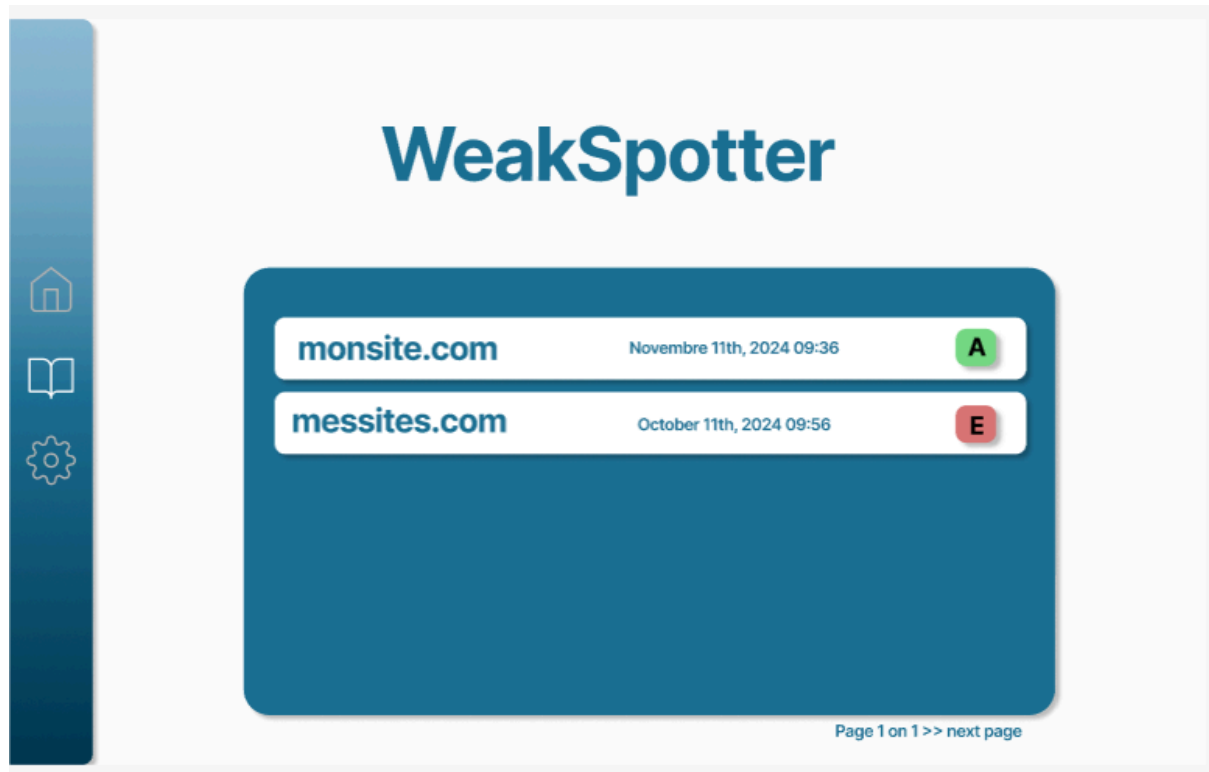 WeakSpotter
monsite.com Novembre 11th, 2024 09:36 A
messites.com October 11th, 2024 09:56 E
Page 1 on 1 >> next page